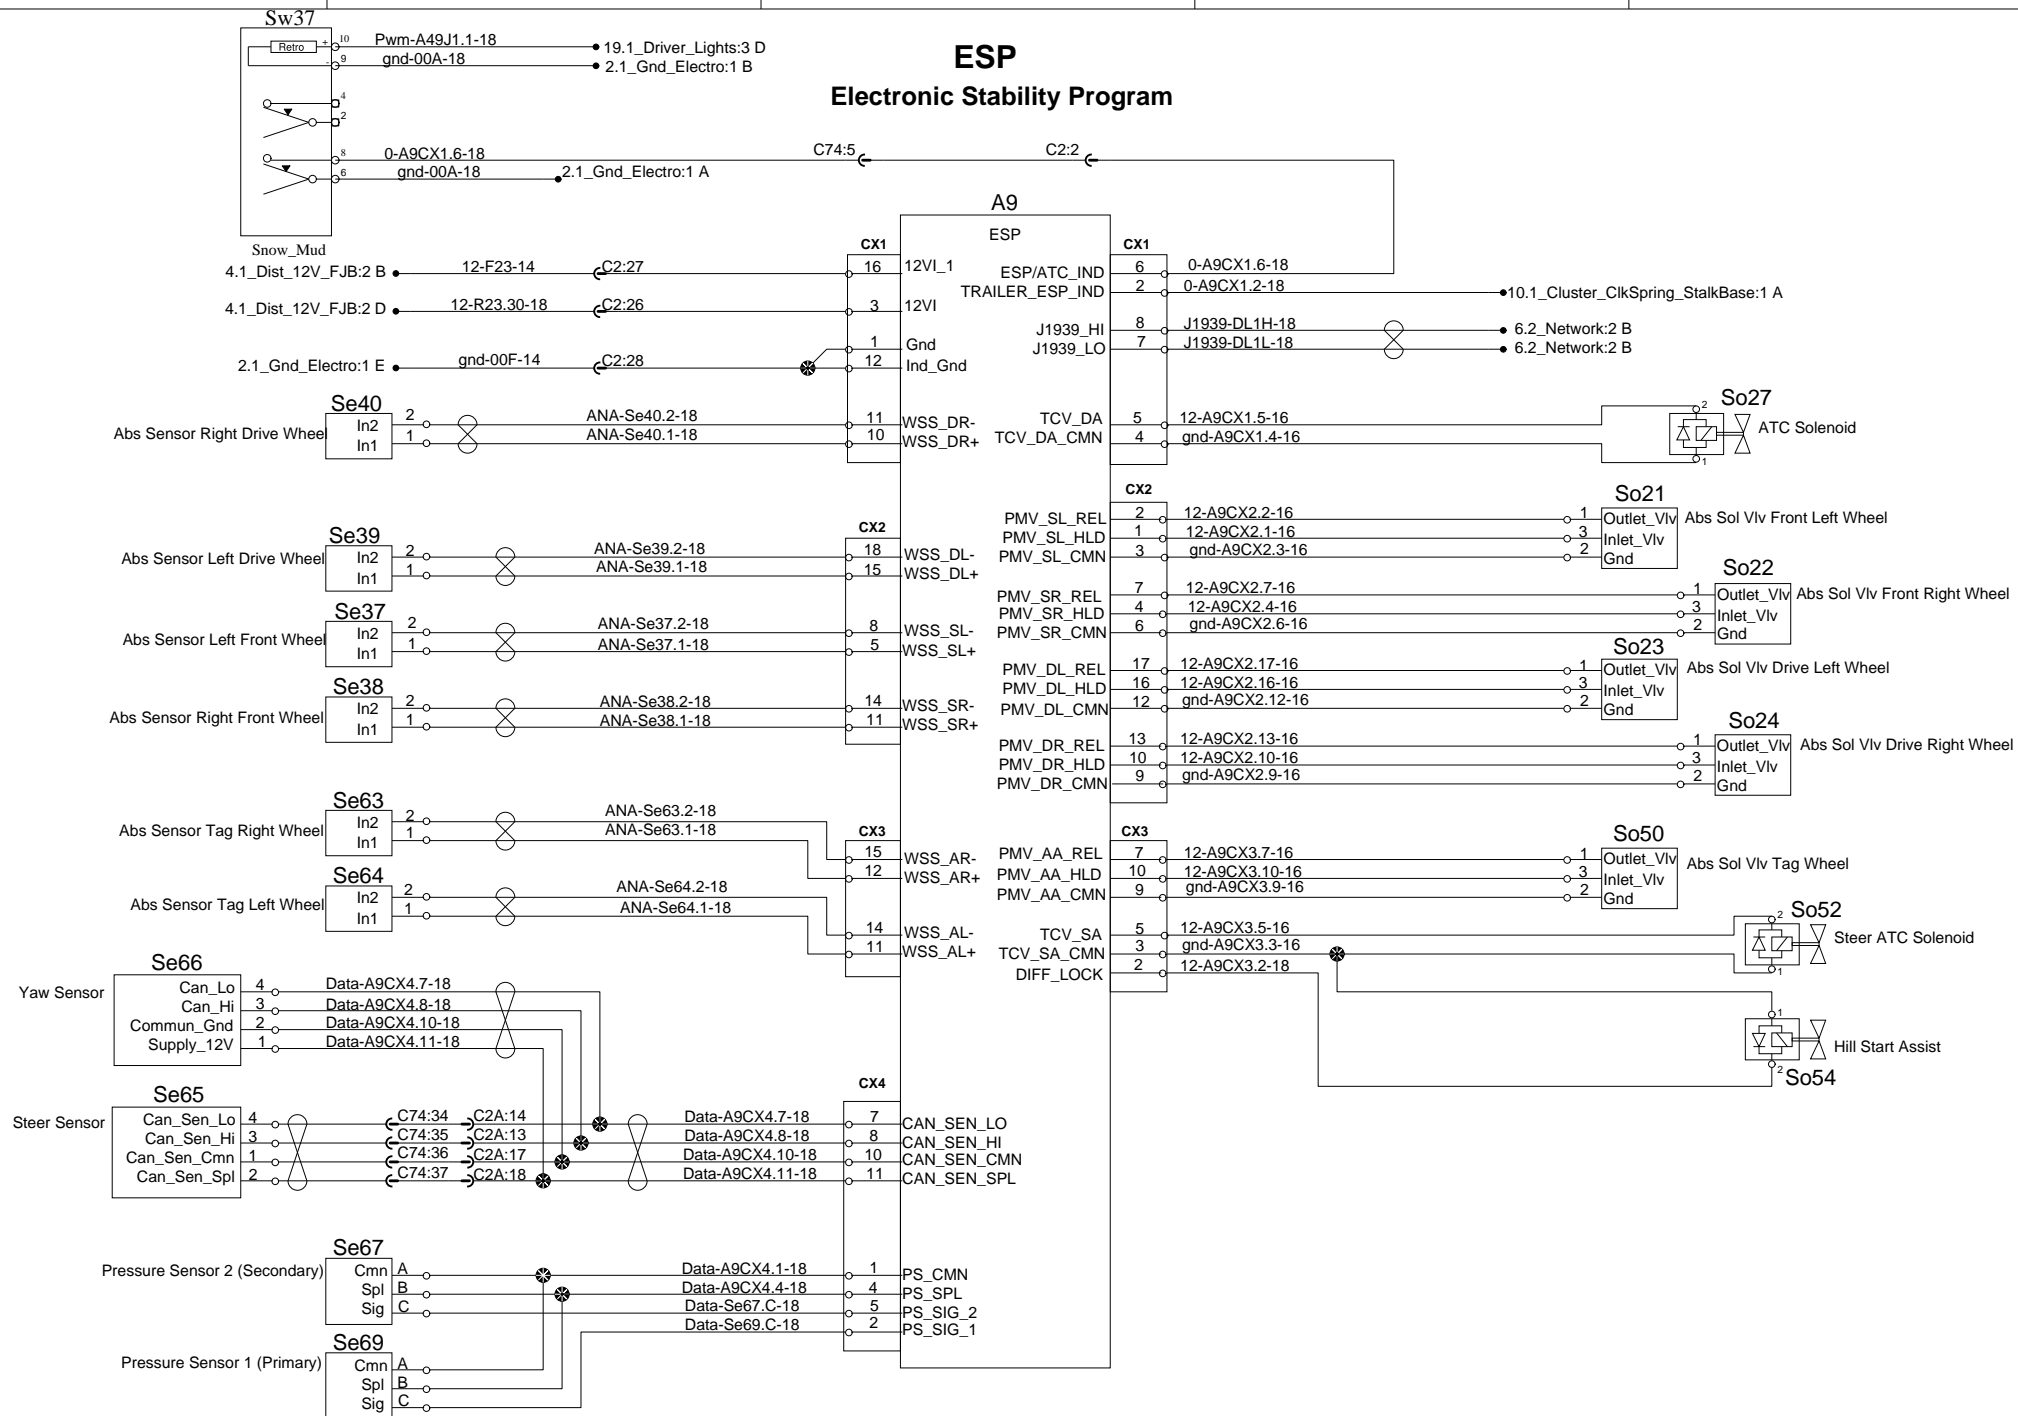 ESP
Electronic Stability Program
Sw37
Retro
+
10
Pwm-A49J1.1-18
19.1_Driver_Lights:3 D
-
9
gnd-00A-18
2.1_Gnd_Electro:1 B
4
2
8
0-A9CX1.6-18
C74:5
C2:2
6
gnd-00A-18
2.1_Gnd_Electro:1 A
Snow_Mud
A9
ESP
CX1
4.1_Dist_12V_FJB:2 B
12-F23-14
C2:27
16
12VI_1
4.1_Dist_12V_FJB:2 D
12-R23.30-18
C2:26
3
12VI
1
Gnd
2.1_Gnd_Electro:1 E
gnd-00F-14
C2:28
12
Ind_Gnd
Se40
Abs Sensor Right Drive Wheel
In2
2
ANA-Se40.2-18
11
WSS_DR-
In1
1
ANA-Se40.1-18
10
WSS_DR+
CX2
Se39
Abs Sensor Left Drive Wheel
In2
2
ANA-Se39.2-18
18
WSS_DL-
In1
1
ANA-Se39.1-18
15
WSS_DL+
Se37
Abs Sensor Left Front Wheel
In2
2
ANA-Se37.2-18
8
WSS_SL-
In1
1
ANA-Se37.1-18
5
WSS_SL+
Se38
Abs Sensor Right Front Wheel
In2
2
ANA-Se38.2-18
14
WSS_SR-
In1
1
ANA-Se38.1-18
11
WSS_SR+
Se63
Abs Sensor Tag Right Wheel
In2
2
ANA-Se63.2-18
In1
1
ANA-Se63.1-18
CX3
15
WSS_AR-
12
WSS_AR+
Se64
Abs Sensor Tag Left Wheel
In2
2
ANA-Se64.2-18
In1
1
ANA-Se64.1-18
14
WSS_AL-
11
WSS_AL+
Se66
Yaw Sensor
Can_Lo
4
Data-A9CX4.7-18
Can_Hi
3
Data-A9CX4.8-18
Commun_Gnd
2
Data-A9CX4.10-18
Supply_12V
1
Data-A9CX4.11-18
CX4
Se65
Steer Sensor
Can_Sen_Lo
4
C74:34
C2A:14
Data-A9CX4.7-18
7
CAN_SEN_LO
Can_Sen_Hi
3
C74:35
C2A:13
Data-A9CX4.8-18
8
CAN_SEN_HI
Can_Sen_Cmn
1
C74:36
C2A:17
Data-A9CX4.10-18
10
CAN_SEN_CMN
Can_Sen_Spl
2
C74:37
C2A:18
Data-A9CX4.11-18
11
CAN_SEN_SPL
Se67
Pressure Sensor 2 (Secondary)
Cmn
A
Data-A9CX4.1-18
1
PS_CMN
Spl
B
Data-A9CX4.4-18
4
PS_SPL
Sig
C
Data-Se67.C-18
5
PS_SIG_2
Data-Se69.C-18
2
PS_SIG_1
Se69
Pressure Sensor 1 (Primary)
Cmn
A
Spl
B
Sig
C
CX1
ESP/ATC_IND
6
0-A9CX1.6-18
TRAILER_ESP_IND
2
0-A9CX1.2-18
10.1_Cluster_ClkSpring_StalkBase:1 A
J1939_HI
8
J1939-DL1H-18
6.2_Network:2 B
J1939_LO
7
J1939-DL1L-18
6.2_Network:2 B
So27
TCV_DA
5
12-A9CX1.5-16
2
TCV_DA_CMN
4
gnd-A9CX1.4-16
1
ATC Solenoid
CX2
So21
PMV_SL_REL
2
12-A9CX2.2-16
1
Outlet_Vlv
Abs Sol Vlv Front Left Wheel
PMV_SL_HLD
1
12-A9CX2.1-16
3
Inlet_Vlv
PMV_SL_CMN
3
gnd-A9CX2.3-16
2
Gnd
So22
PMV_SR_REL
7
12-A9CX2.7-16
1
Outlet_Vlv
Abs Sol Vlv Front Right Wheel
PMV_SR_HLD
4
12-A9CX2.4-16
3
Inlet_Vlv
PMV_SR_CMN
6
gnd-A9CX2.6-16
2
Gnd
So23
PMV_DL_REL
17
12-A9CX2.17-16
1
Outlet_Vlv
Abs Sol Vlv Drive Left Wheel
PMV_DL_HLD
16
12-A9CX2.16-16
3
Inlet_Vlv
PMV_DL_CMN
12
gnd-A9CX2.12-16
2
Gnd
So24
PMV_DR_REL
13
12-A9CX2.13-16
1
Outlet_Vlv
Abs Sol Vlv Drive Right Wheel
PMV_DR_HLD
10
12-A9CX2.10-16
3
Inlet_Vlv
PMV_DR_CMN
9
gnd-A9CX2.9-16
2
Gnd
CX3
So50
PMV_AA_REL
7
12-A9CX3.7-16
1
Outlet_Vlv
Abs Sol Vlv Tag Wheel
PMV_AA_HLD
10
12-A9CX3.10-16
3
Inlet_Vlv
PMV_AA_CMN
9
gnd-A9CX3.9-16
2
Gnd
So52
TCV_SA
5
12-A9CX3.5-16
2
Steer ATC Solenoid
TCV_SA_CMN
3
gnd-A9CX3.3-16
1
DIFF_LOCK
2
12-A9CX3.2-18
1
Hill Start Assist
2
So54